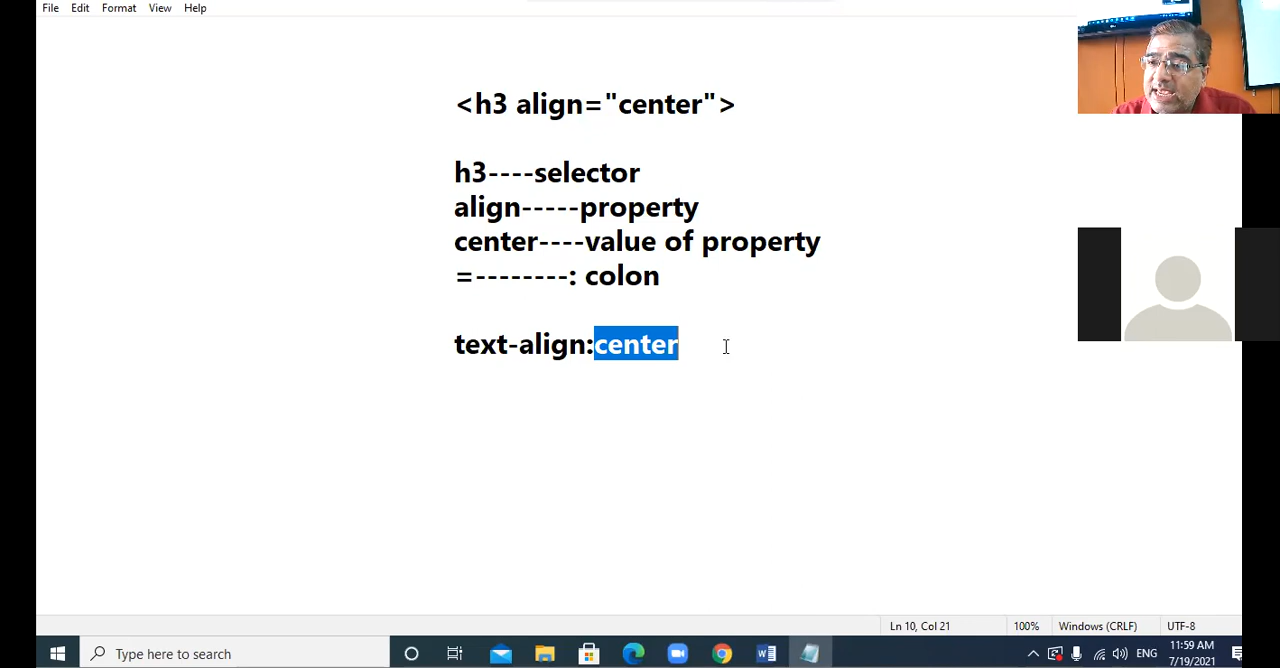 File Edit Format View Help
<h3 align="center">
h3----selector
align-----property
center----value of property
=--------: colon
text-align:center
Ln 10, Col 21 100% Windows (CRLF) UTF-8
Type here to search
ENG
11:59 AM
7/19/2021